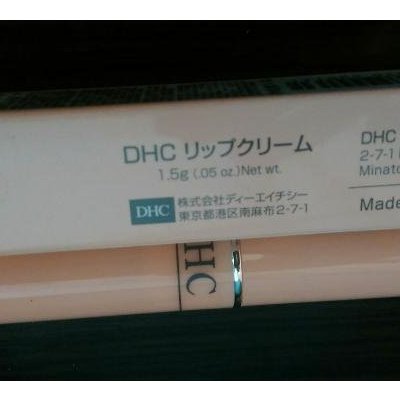 DHC リップクリーム
1.5g (.05 oz.) Net wt.
DHC 株式会社ディーエイチシー
東京都港区南麻布2-7-1
DHC
2-7-1
Minato
Made
DHC